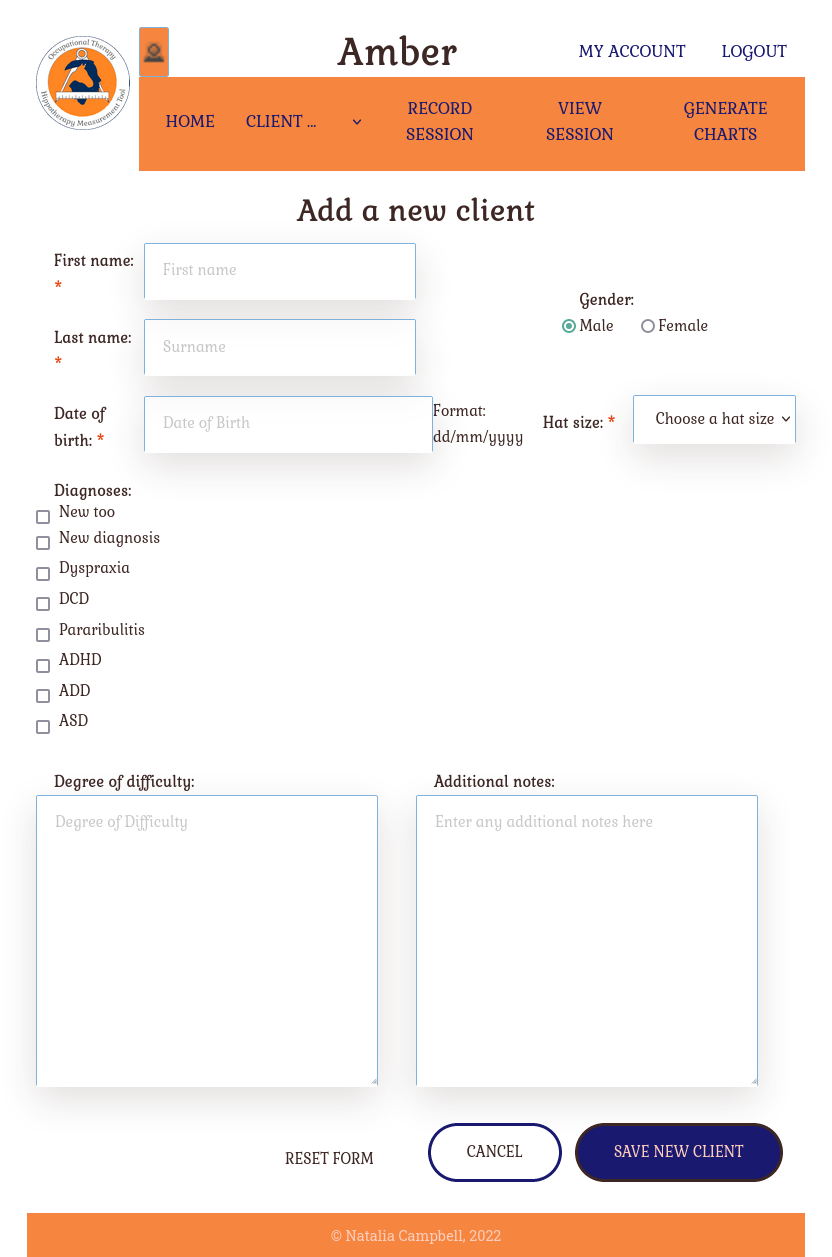 Occupational Therapy
Hippotherapy Measurement Tool
Amber
MY ACCOUNT
LOGOUT
HOME
CLIENT ...
RECORD
SESSION
VIEW
SESSION
GENERATE
CHARTS
Add a new client
First name:
*
First name
Last name:
*
Surname
Gender:
Male
Female
Date of
birth: *
Date of Birth
Format:
dd/mm/yyyy
Hat size: *
Choose a hat size
Diagnoses:
New too
New diagnosis
Dyspraxia
DCD
Pararibulitis
ADHD
ADD
ASD
Degree of difficulty:
Degree of Difficulty
Additional notes:
Enter any additional notes here
RESET FORM
CANCEL
SAVE NEW CLIENT
© Natalia Campbell, 2022